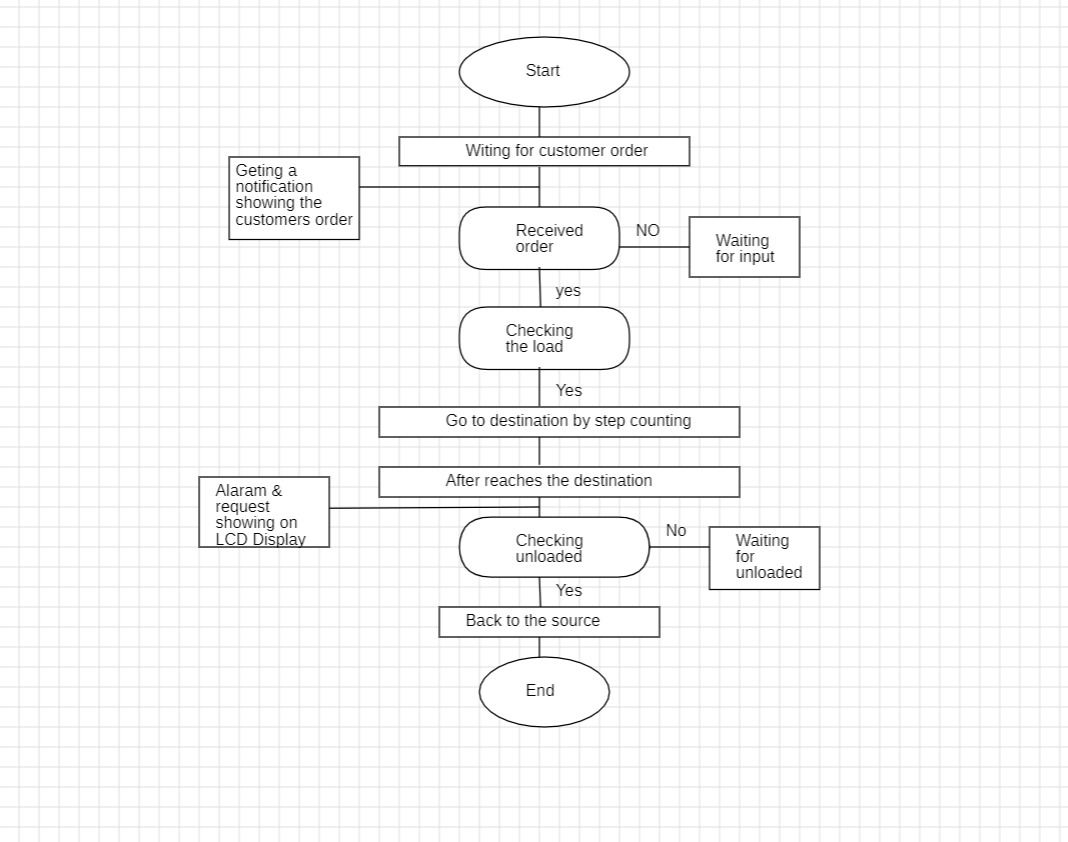 Start
Witing for customer order
Geting a
notification
showing the
customers order
Received
order
NO
Waiting
for input
yes
Checking
the load
Yes
Go to destination by step counting
After reaches the destination
Alaram &
request
showing on
LCD Display
Checking
unloaded
No
Waiting
for
unloaded
Yes
Back to the source
End